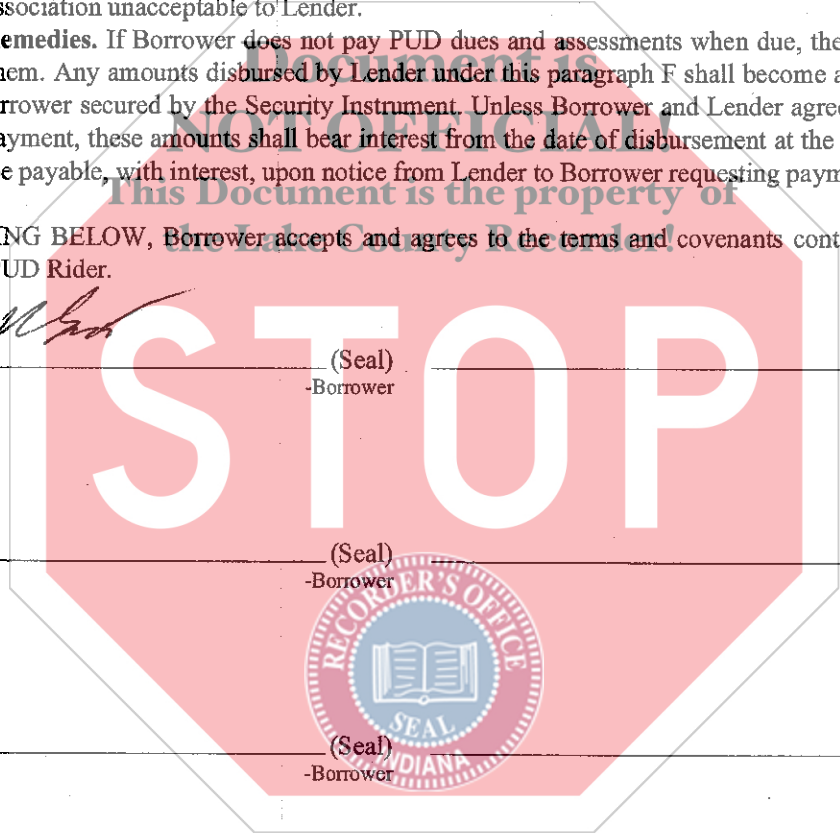 ssociation unacceptable to Lender.
emedies. If Borrower does not pay PUD dues and assessments when due, the
em. Any amounts disbursed by Lender under this paragraph F shall become a
rrower secured by the Security Instrument. Unless Borrower and Lender agre
ayment, these amounts shall bear interest from the date of disbursement at the
e payable, with interest, upon notice from Lender to Borrower requesting paym
NG BELOW, Borrower accepts and agrees to the terms and covenants cont
UD Rider.
Document is
NOT OFFICIAL!
This Document is the property of
the Lake County Recorder!
STOP
(Seal)
-Borrower
(Seal)
-Borrower
(Seal)
-Borrower
RECORDER'S OFFICE
SEAL
INDIANA